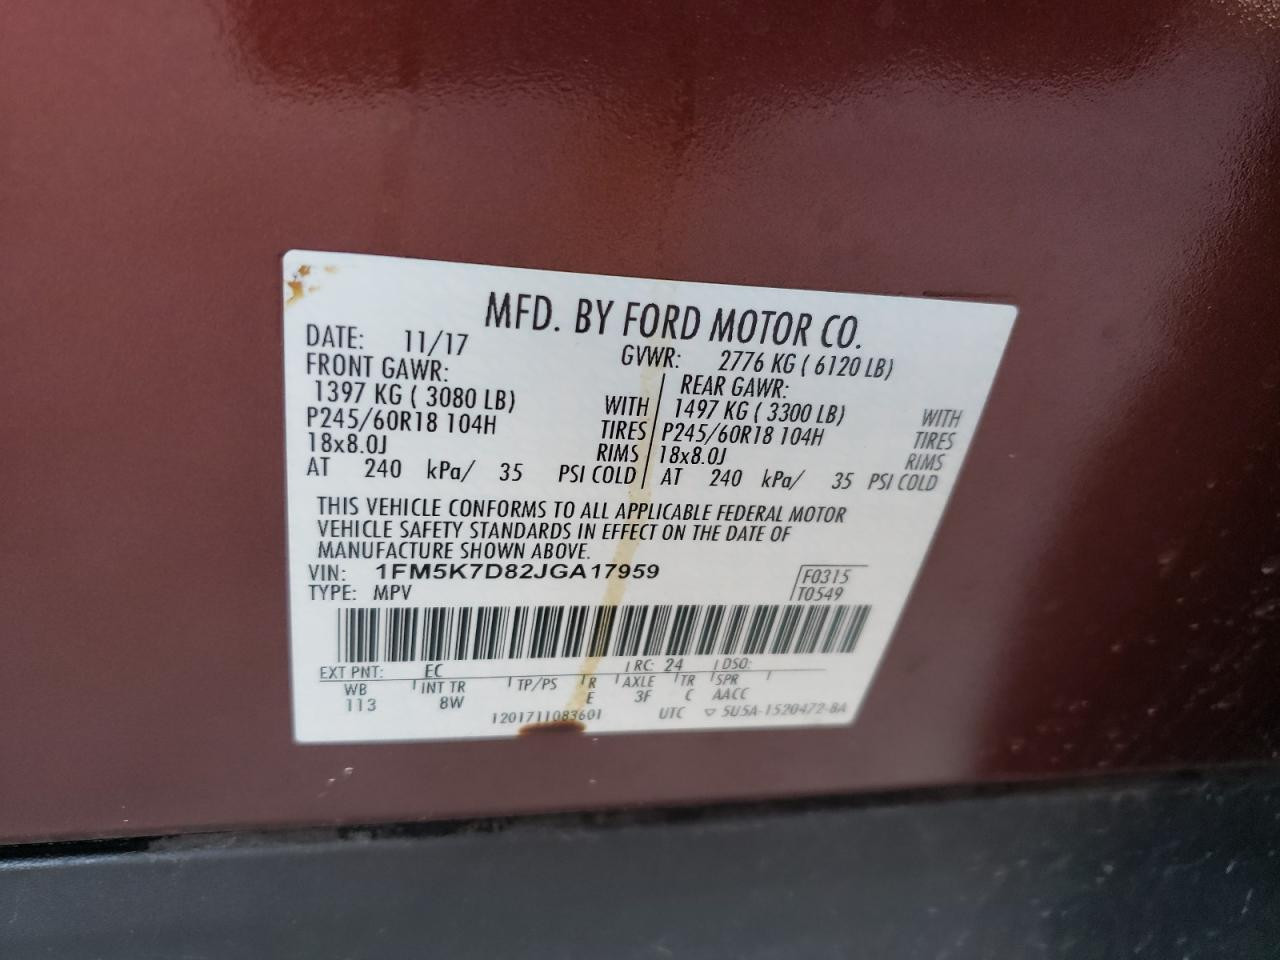 MFD. BY FORD MOTOR CO.
DATE: 11/17 GVWR: 2776 KG ( 6120 LB)
FRONT GAWR: REAR GAWR:
1397 KG ( 3080 LB) WITH 1497 KG ( 3300 LB) WITH
P245/60R18 104H TIRES P245/60R18 104H TIRES
18x8.0J RIMS 18x8.0J RIMS
AT 240 kPa/ 35 PSI COLD AT 240 kPa/ 35 PSI COLD
THIS VEHICLE CONFORMS TO ALL APPLICABLE FEDERAL MOTOR
VEHICLE SAFETY STANDARDS IN EFFECT ON THE DATE OF
MANUFACTURE SHOWN ABOVE.
VIN: 1FM5K7D82JGA17959 F0315
TYPE: MPV T0549
EXT PNT: EC RC: 24 DSO:
WB INT TR TP/PS R AXLE TR SPR
113 8W E 3F C AACC
1201711083601 UTC ▽ 5U5A-1520472-BA